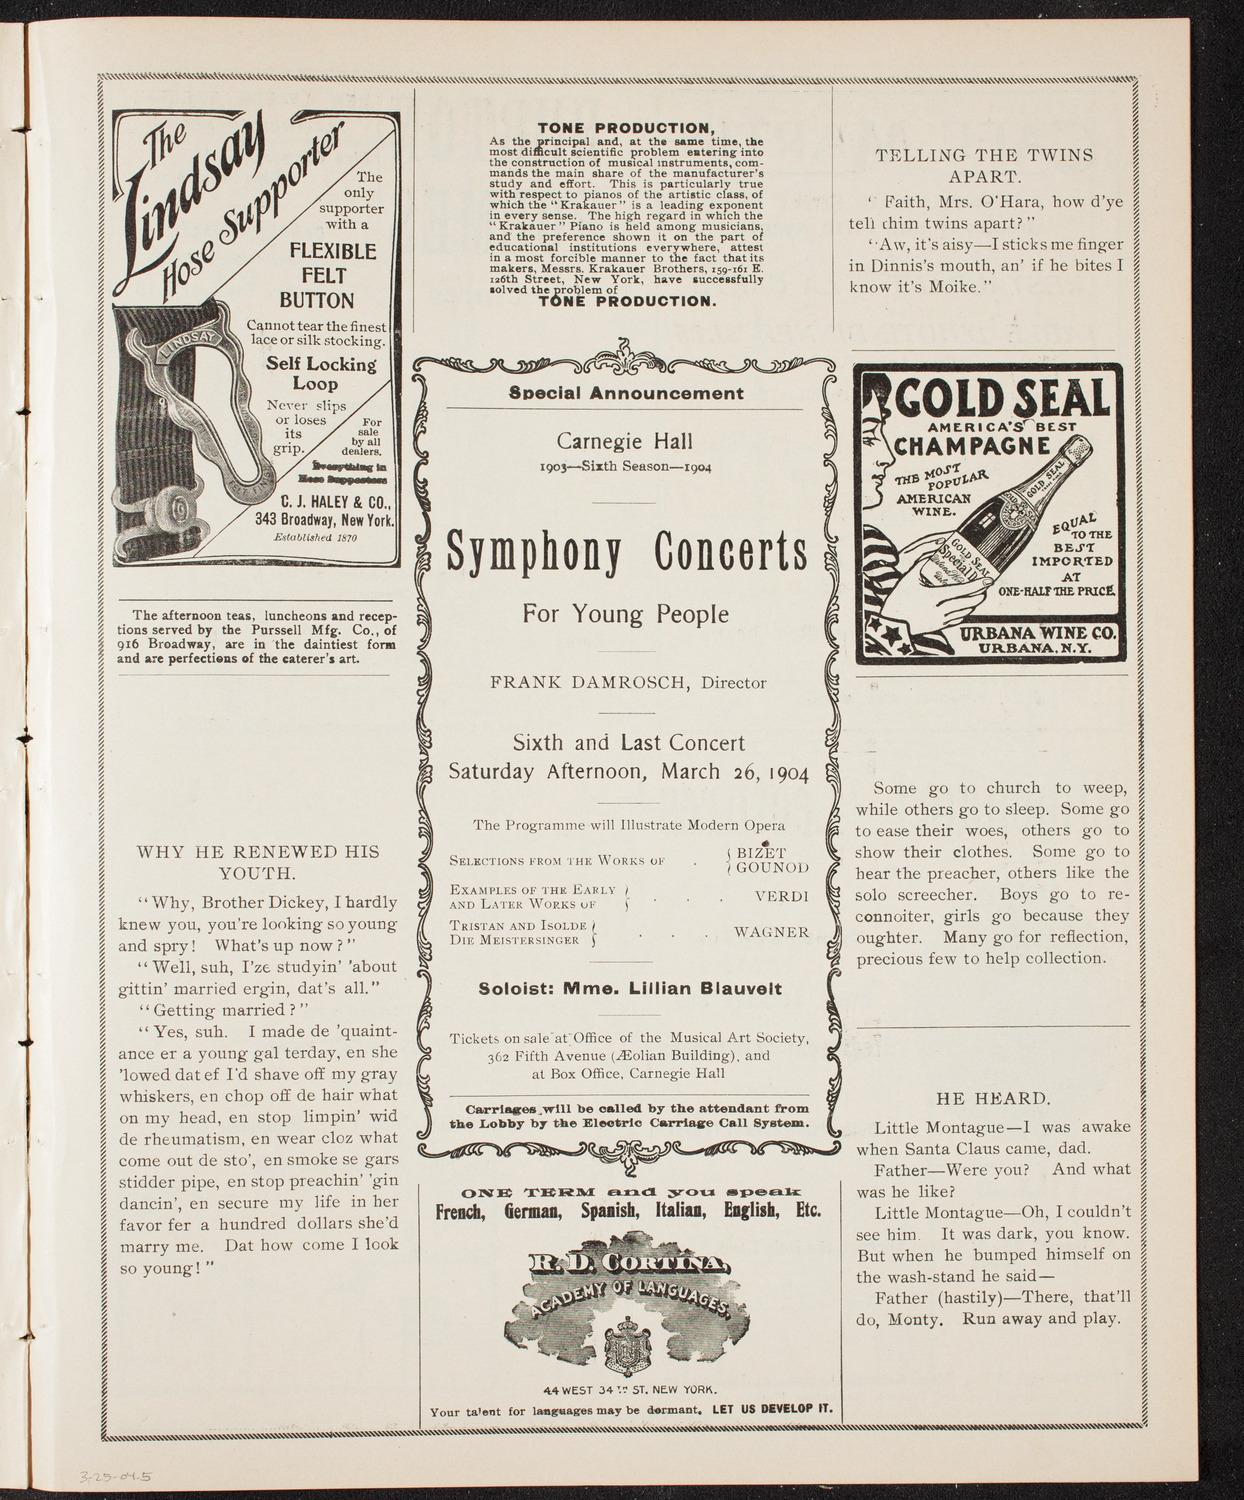 The
Lindsay
Hose Supporter
The
only
supporter
with a
FLEXIBLE
FELT
BUTTON
Cannot tear the finest
lace or silk stocking.
Self Locking
Loop
Never slips
or loses
its
grip.
For
sale
by all
dealers.
Everything in
Hose Supporters
LINDSAY
C. J. HALEY & CO.,
343 Broadway, New York.
Established 1870
The afternoon teas, luncheons and recep-
tions served by the Purssell Mfg. Co., of
916 Broadway, are in the daintiest form
and are perfections of the caterer's art.
WHY HE RENEWED HIS
YOUTH.
"Why, Brother Dickey, I hardly
knew you, you're looking so young
and spry! What's up now?"
"Well, suh, I'ze studyin' 'about
gittin' married ergin, dat's all."
"Getting married?"
"Yes, suh. I made de 'quaint-
ance er a young gal terday, en she
'lowed dat ef I'd shave off my gray
whiskers, en chop off de hair what
on my head, en stop limpin' wid
de rheumatism, en wear cloz what
come out de sto', en smoke se gars
stidder pipe, en stop preachin' 'gin
dancin', en secure my life in her
favor fer a hundred dollars she'd
marry me. Dat how come I look
so young!"
TONE PRODUCTION,
As the principal and, at the same time, the
most difficult scientific problem entering into
the construction of musical instruments, com-
mands the main share of the manufacturer's
study and effort. This is particularly true
with respect to pianos of the artistic class, of
which the "Krakauer" is a leading exponent
in every sense. The high regard in which the
"Krakauer" Piano is held among musicians,
and the preference shown it on the part of
educational institutions everywhere, attest
in a most forcible manner to the fact that its
makers, Messrs. Krakauer Brothers, 159-161 E.
126th Street, New York, have successfully
solved the problem of
TONE PRODUCTION.
Special Announcement
Carnegie Hall
1903—Sixth Season—1904
Symphony Concerts
For Young People
FRANK DAMROSCH, Director
Sixth and Last Concert
Saturday Afternoon, March 26, 1904
The Programme will Illustrate Modern Opera
SELECTIONS FROM THE WORKS OF . { BIZET
{ GOUNOD
EXAMPLES OF THE EARLY }
AND LATER WORKS OF } . . . VERDI
TRISTAN AND ISOLDE }
DIE MEISTERSINGER } . . . WAGNER
Soloist: Mme. Lillian Blauvelt
Tickets on sale at Office of the Musical Art Society,
362 Fifth Avenue (Æolian Building), and
at Box Office, Carnegie Hall
Carriages will be called by the attendant from
the Lobby by the Electric Carriage Call System.
ONE TERM and you speak
French, German, Spanish, Italian, English, Etc.
R. D. CORTINA,
ACADEMY OF LANGUAGES,
44 WEST 34TH ST. NEW YORK.
Your talent for languages may be dormant. LET US DEVELOP IT.
TELLING THE TWINS
APART.
' Faith, Mrs. O'Hara, how d'ye
tell thim twins apart?"
"Aw, it's aisy—I sticks me finger
in Dinnis's mouth, an' if he bites I
know it's Moike."
GOLD SEAL
AMERICA'S BEST
CHAMPAGNE
THE MOST
POPULAR
AMERICAN
WINE.
GOLD SEAL
GOLD SEAL
Special Dry
EQUAL
TO THE
BEST
IMPORTED
AT
ONE-HALF THE PRICE.
URBANA WINE CO.
URBANA, N.Y.
Some go to church to weep,
while others go to sleep. Some go
to ease their woes, others go to
show their clothes. Some go to
hear the preacher, others like the
solo screecher. Boys go to re-
connoiter, girls go because they
oughter. Many go for reflection,
precious few to help collection.
HE HEARD.
Little Montague—I was awake
when Santa Claus came, dad.
Father—Were you? And what
was he like?
Little Montague—Oh, I couldn't
see him. It was dark, you know.
But when he bumped himself on
the wash-stand he said—
Father (hastily)—There, that'll
do, Monty. Run away and play.
3-25-04-5